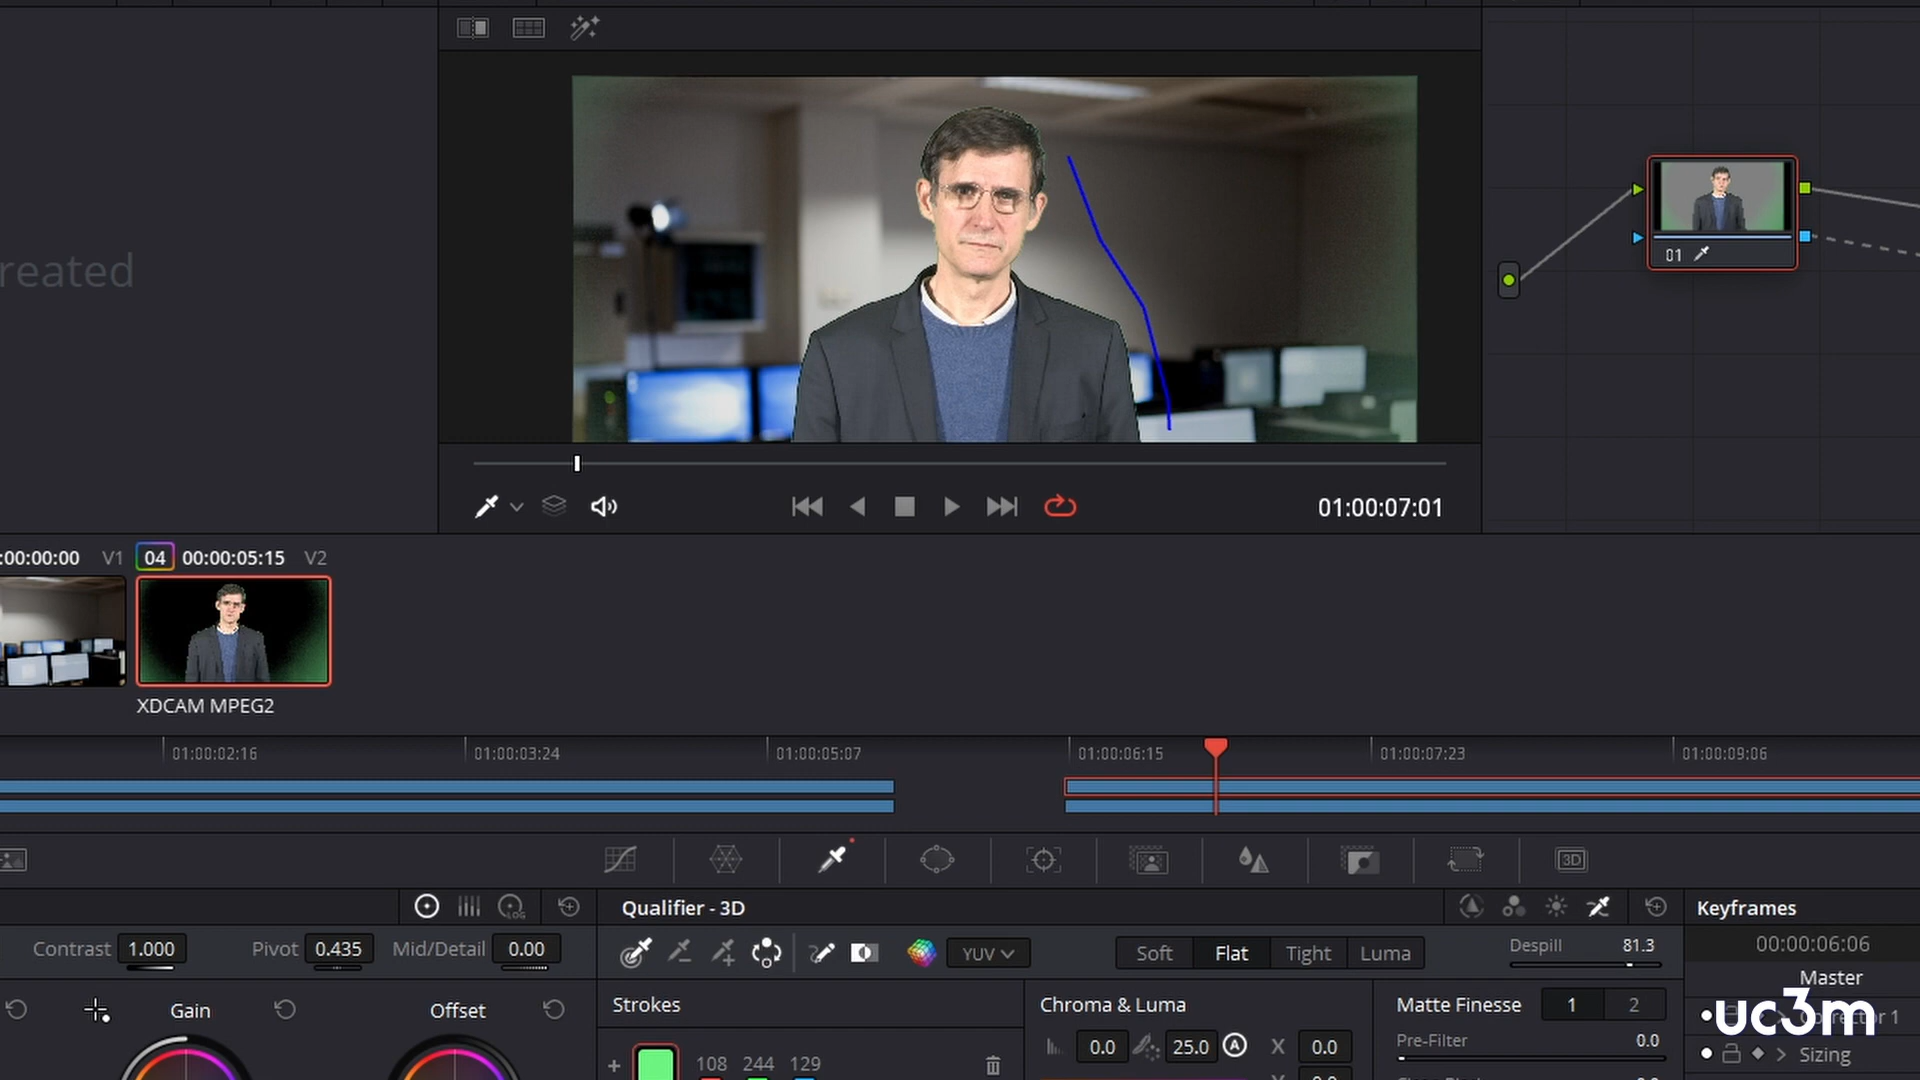 reated
01
01:00:07:01
:00:00:00 V1 04 00:00:05:15 V2
XDCAM MPEG2
01:00:02:16 01:00:03:24 01:00:05:07 01:00:06:15 01:00:07:23 01:00:09:06
3D
LOG
Qualifier - 3D
Keyframes
Contrast 1.000 Pivot 0.435 Mid/Detail 0.00
YUV Soft Flat Tight Luma Despill 81.3
00:00:06:06
Master
Gain Offset
Strokes
Chroma & Luma
Matte Finesse 1 2
uc3m
Corrector 1
0.0 25.0 A X 0.0
Pre-Filter 0.0
108 244 129
Sizing